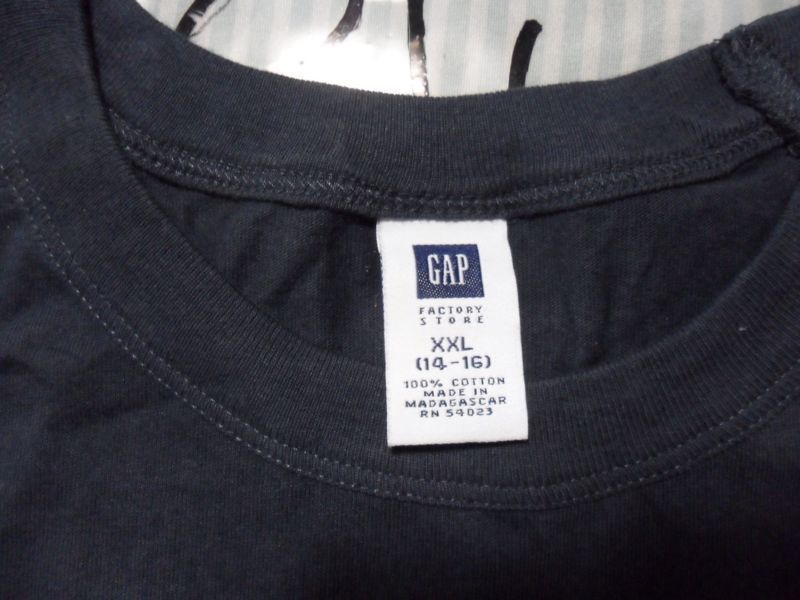 GAP
FACTORY
STORE
XXL
(14-16)
100% COTTON
MADE IN
MADAGASCAR
RN 54023